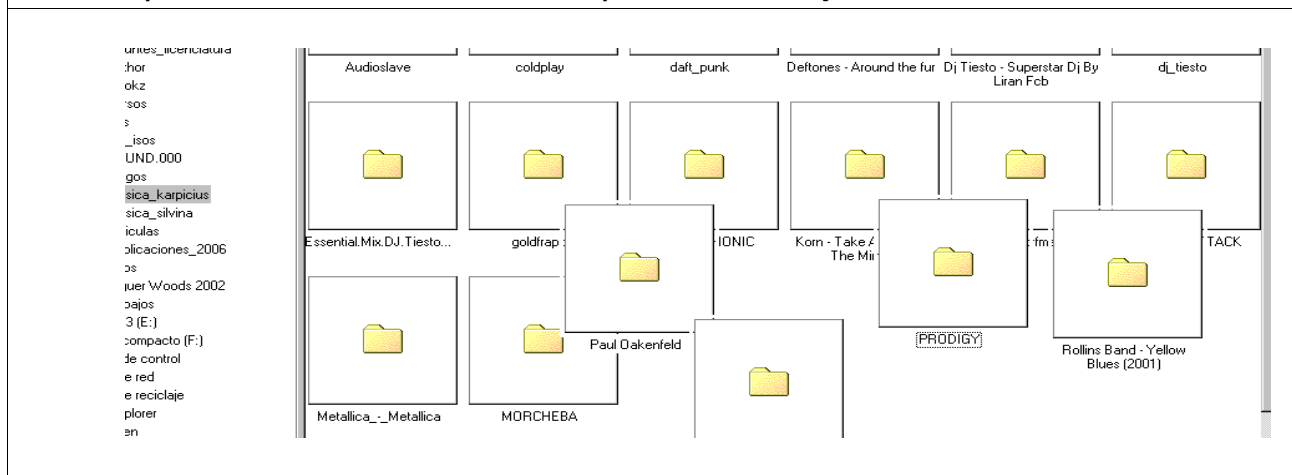 untes_licenciatura
:hor
okz
rsos
s
_isos
UND.000
gos
sica_karpicius
sica_silvina
iculas
olicaciones_2006
os
juer Woods 2002
bajos
3 (E:)
compacto (F:)
de control
e red
e reciclaje
plorer
en
Audioslave
coldplay
daft_punk
Deftones - Around the fur
Dj Tiesto - Superstar Dj By
Liran Fcb
dj_tiesto
Essential.Mix.DJ.Tiesto...
goldfrap
IONIC
Korn - Take
The Mir
fm
TACK
Metallica_-_Metallica
MORCHEBA
Paul Oakenfeld
PRODIGY
Rollins Band - Yellow
Blues (2001)